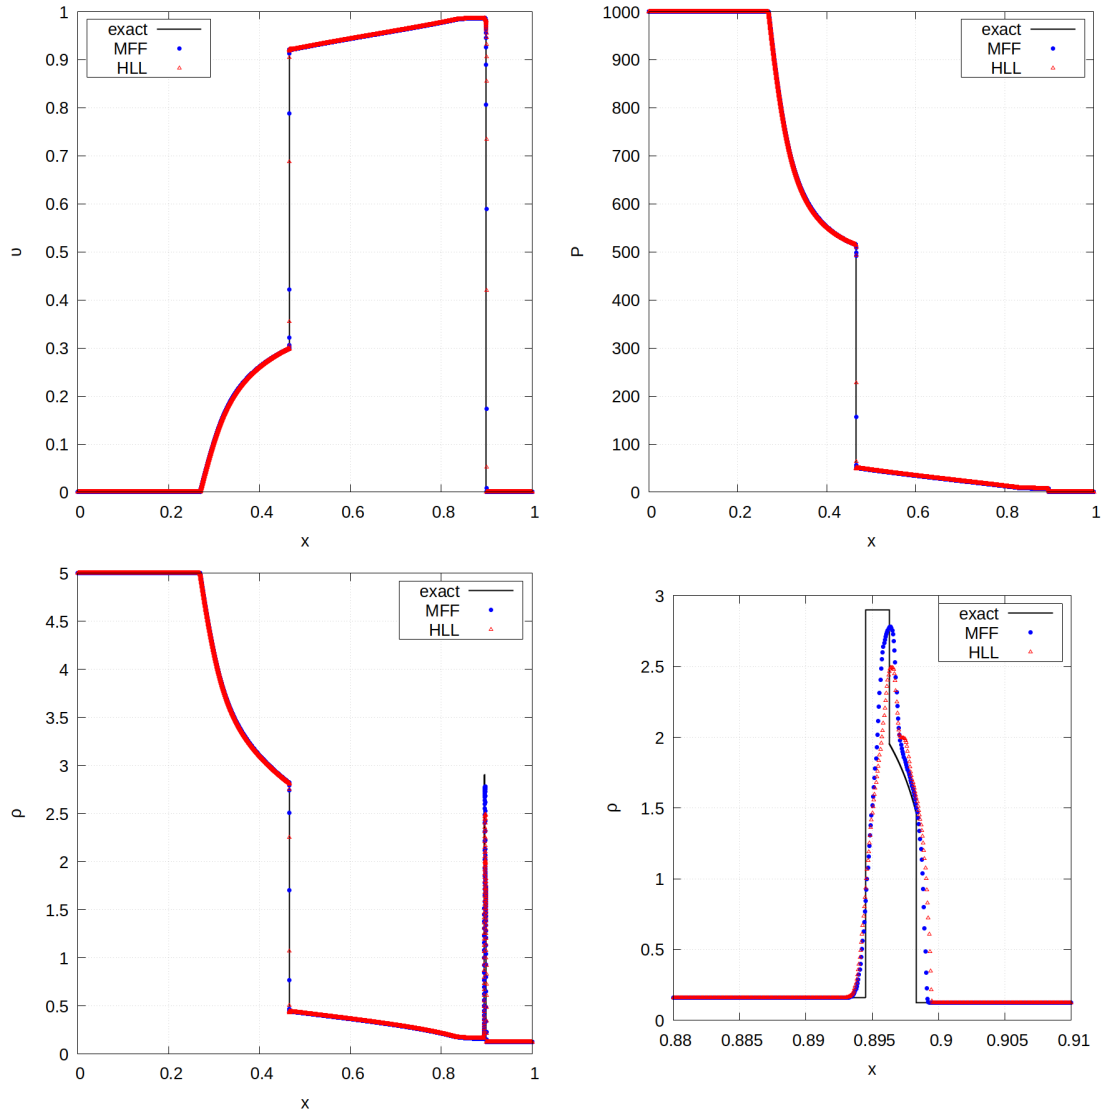 1
0.9
0.8
0.7
0.6
0.5
0.4
0.3
0.2
0.1
0
0 0.2 0.4 0.6 0.8 1
υ
x
exact
MFF
HLL
1000
900
800
700
600
500
400
300
200
100
0
0 0.2 0.4 0.6 0.8 1
P
x
exact
MFF
HLL
5
4.5
4
3.5
3
2.5
2
1.5
1
0.5
0
0 0.2 0.4 0.6 0.8 1
ρ
x
exact
MFF
HLL
3
2.5
2
1.5
1
0.5
0
0.88 0.885 0.89 0.895 0.9 0.905 0.91
ρ
x
exact
MFF
HLL